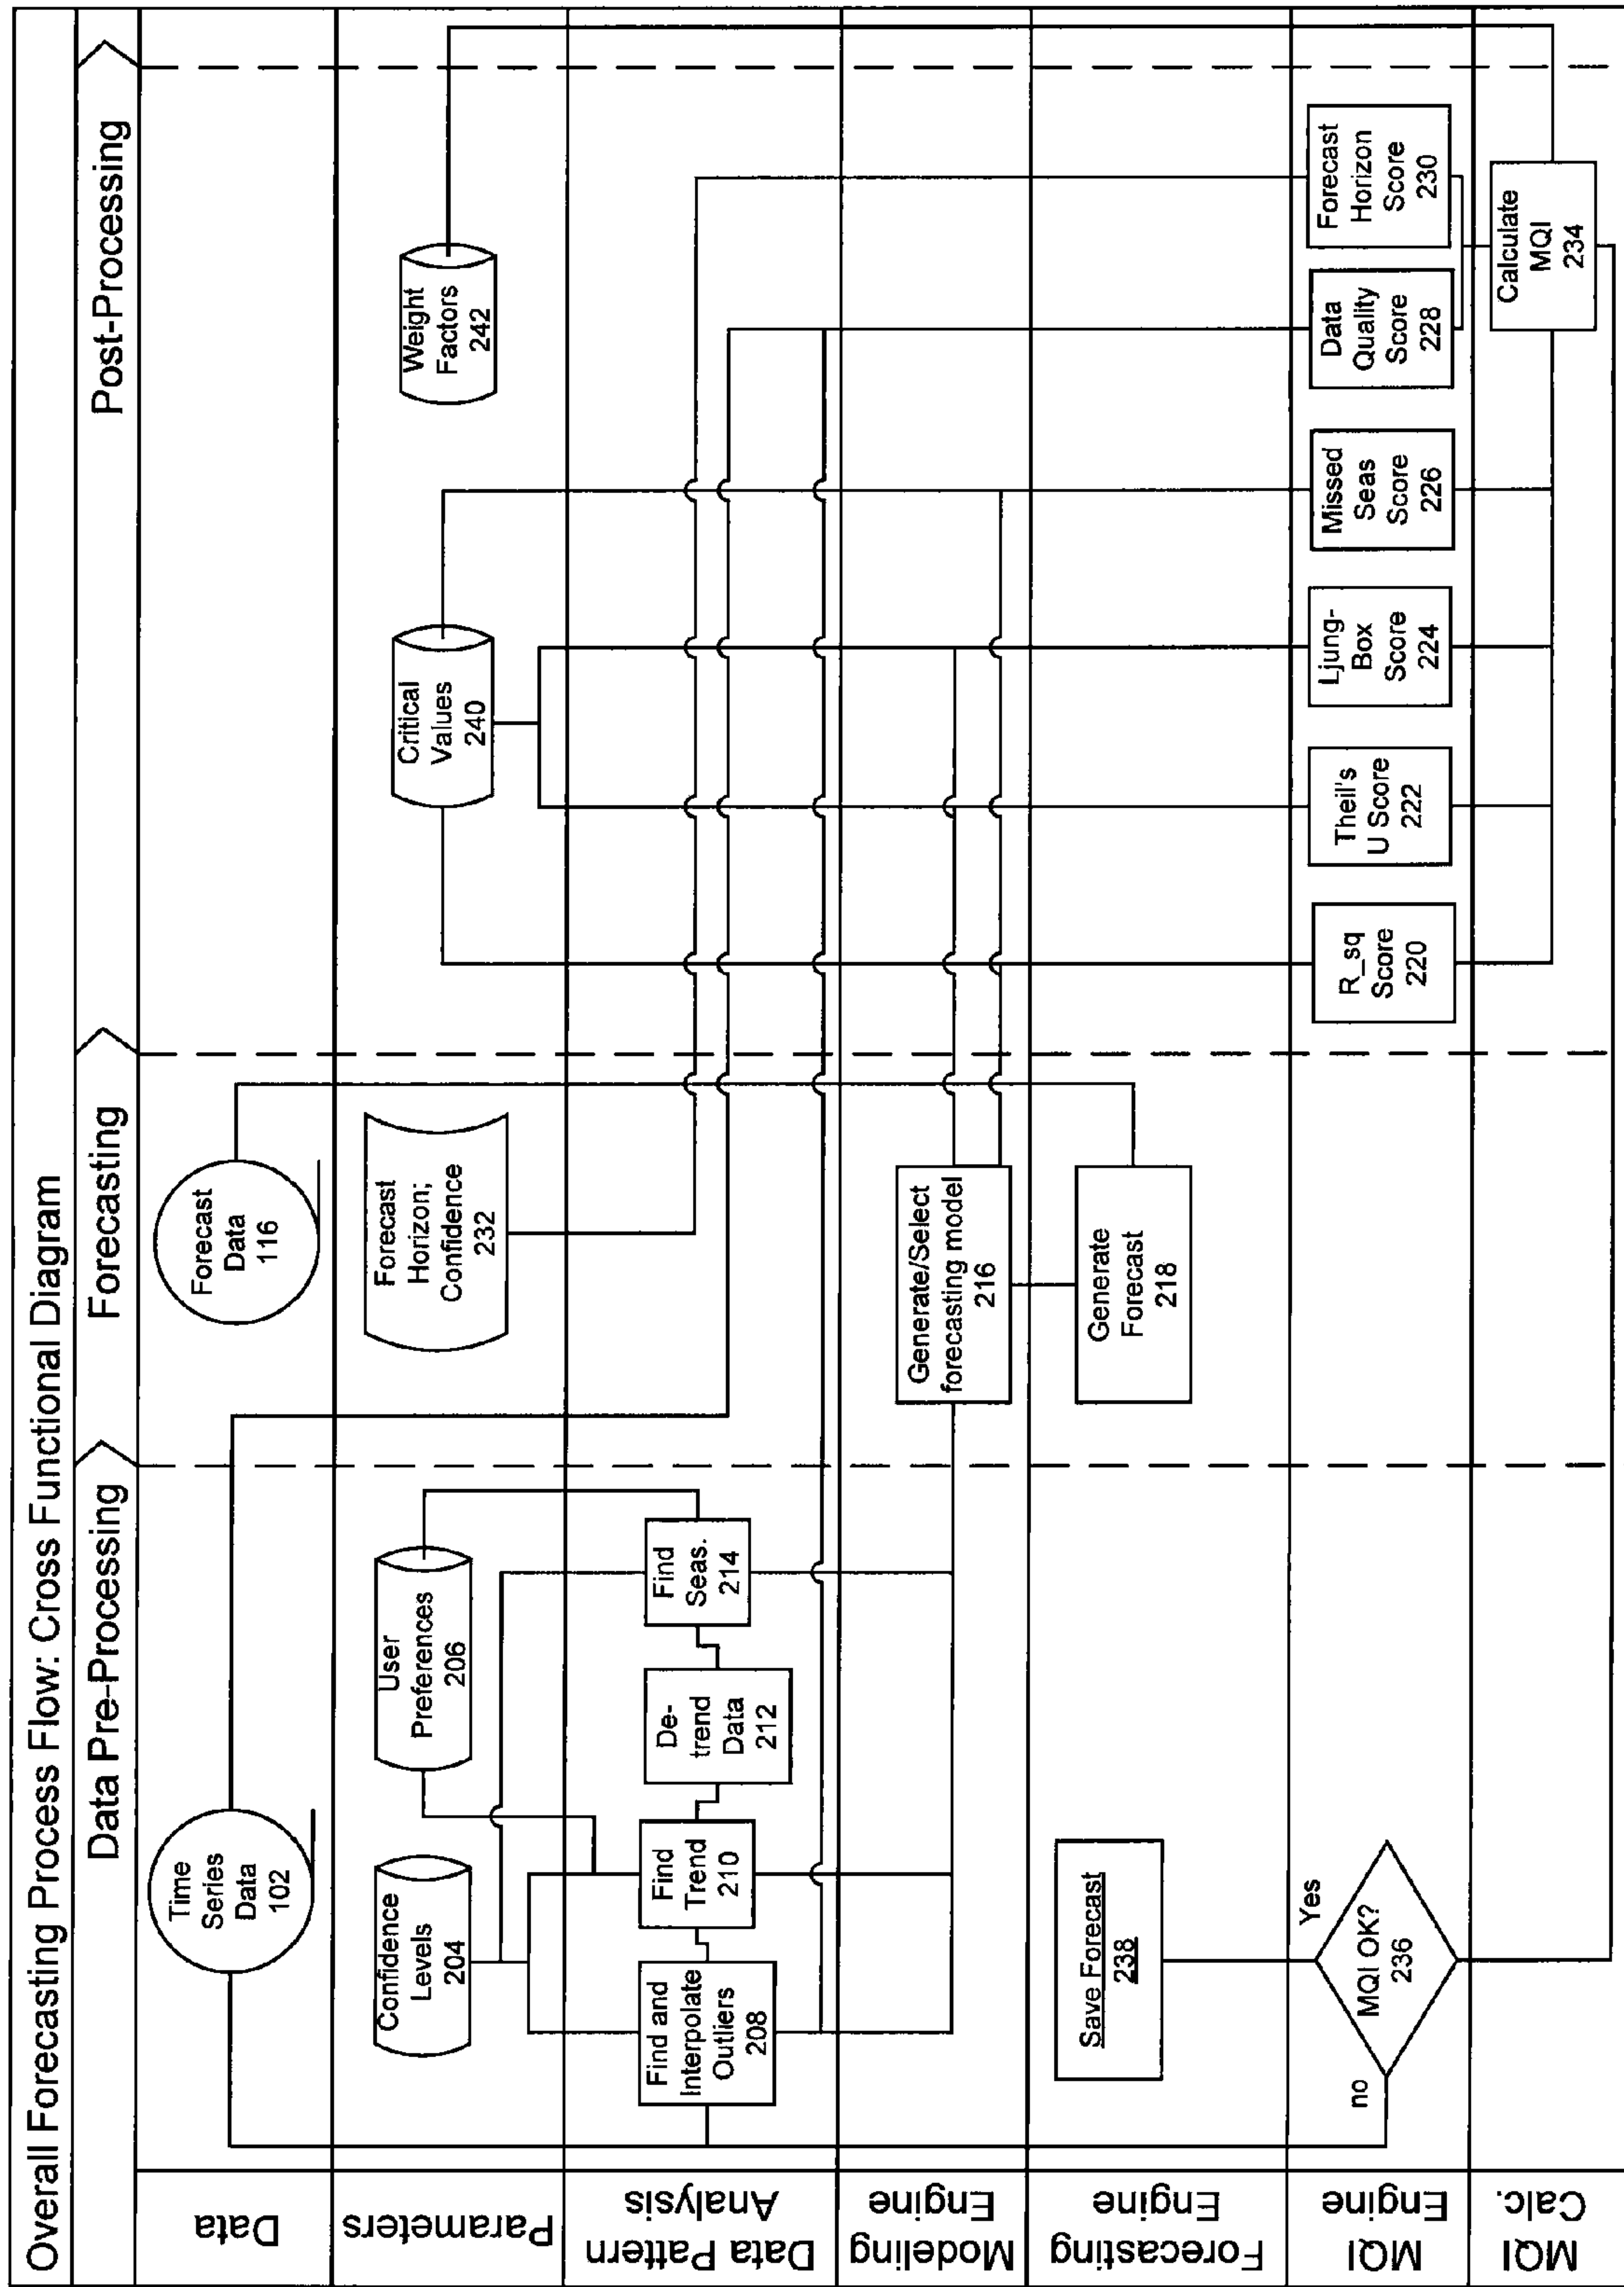 Overall Forecasting Process Flow: Cross Functional Diagram
Data Pre-Processing
Forecasting
Post-Processing
Data
Time
Series
Data
102
Forecast
Data
116
Parameters
Confidence
Levels
204
User
Preferences
206
Forecast
Horizon;
Confidence
232
Critical
Values
240
Weight
Factors
242
Data Pattern
Analysis
Find and
Interpolate
Outliers
208
Find
Trend
210
De-
trend
Data
212
Find
Seas.
214
Modeling
Engine
Generate/Select
forecasting model
216
Forecasting
Engine
Save Forecast
238
Generate
Forecast
218
MQI
Engine
no
MQI OK?
236
Yes
R_sq
Score
220
Theil's
U Score
222
Ljung-
Box
Score
224
Missed
Seas
Score
226
Data
Quality
Score
228
Forecast
Horizon
Score
230
MQI
Calc.
Calculate
MQI
234